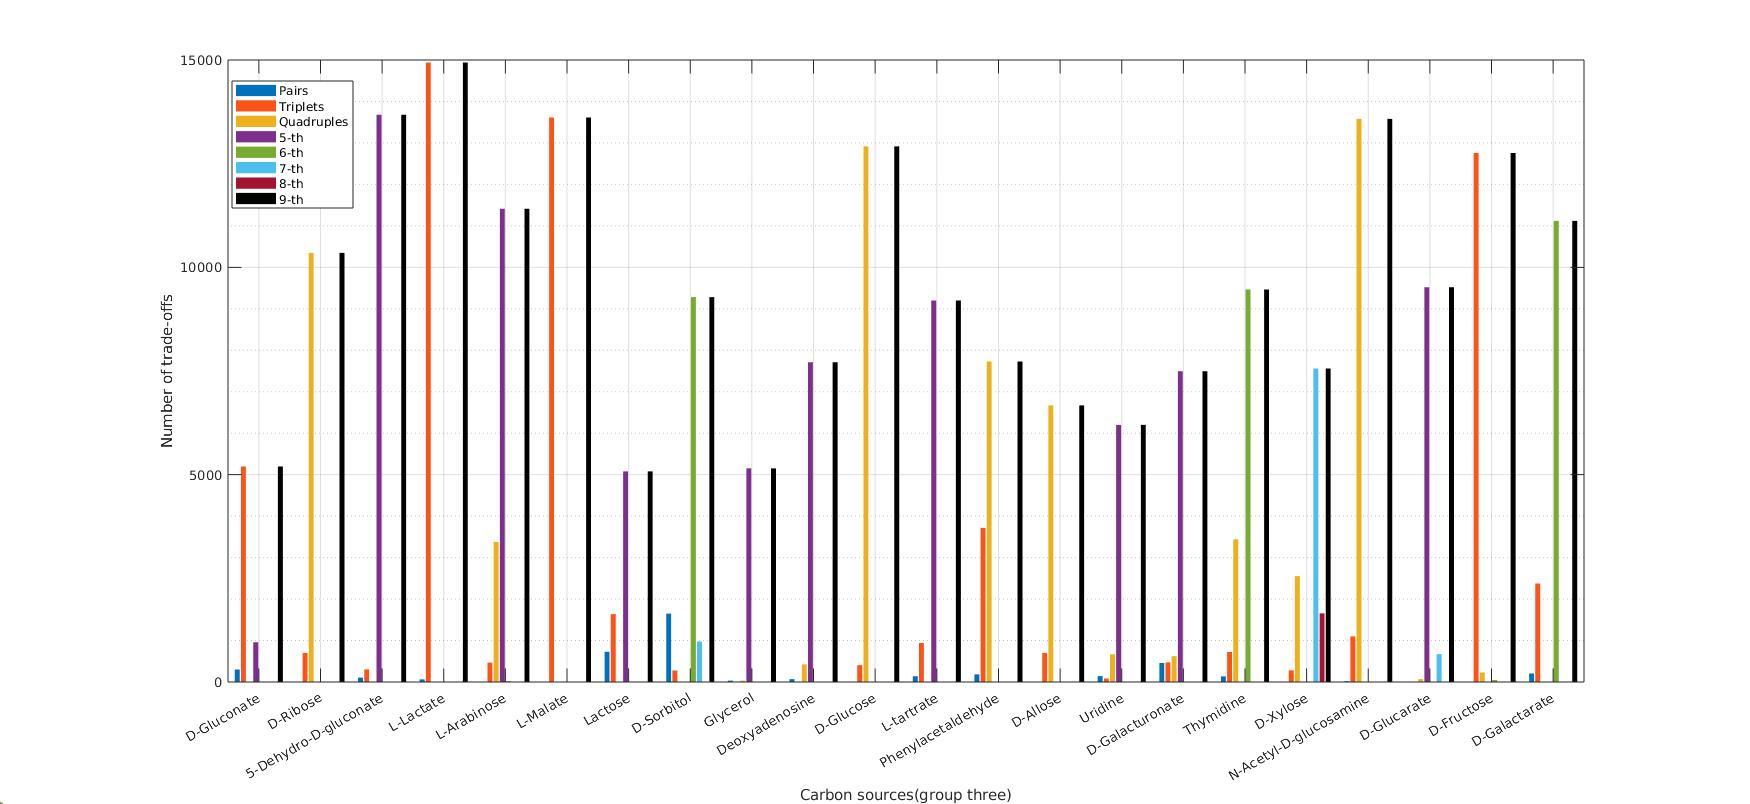 15000
10000
5000
0
Number of trade-offs
Pairs
Triplets
Quadruples
5-th
6-th
7-th
8-th
9-th
D-Gluconate
D-Ribose
5-Dehydro-D-gluconate
L-Lactate
L-Arabinose
L-Malate
Lactose
D-Sorbitol
Glycerol
Deoxyadenosine
D-Glucose
L-tartrate
Phenylacetaldehyde
D-Allose
Uridine
D-Galacturonate
Thymidine
D-Xylose
N-Acetyl-D-glucosamine
D-Glucarate
D-Fructose
D-Galactarate
Carbon sources(group three)